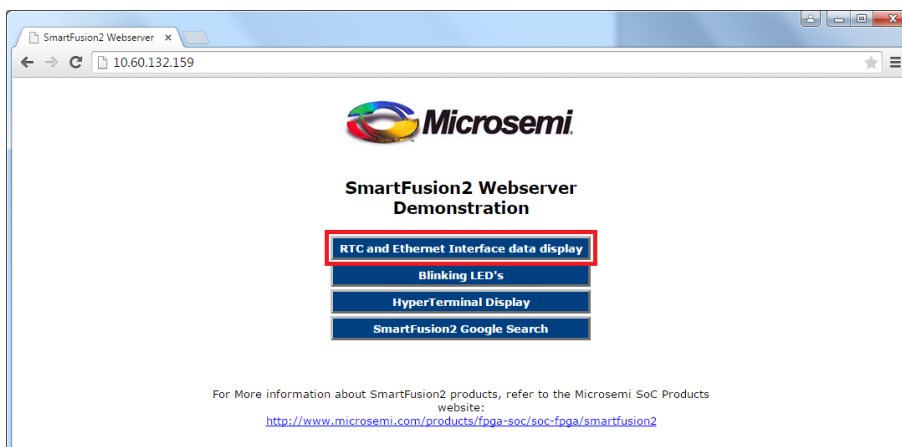 SmartFusion2 Webserver
10.60.132.159
Microsemi.
SmartFusion2 Webserver
Demonstration
RTC and Ethernet Interface data display
Blinking LED's
HyperTerminal Display
SmartFusion2 Google Search
For More information about SmartFusion2 products, refer to the Microsemi SoC Products
website:
http://www.microsemi.com/products/fpga-soc/soc-fpga/smartfusion2